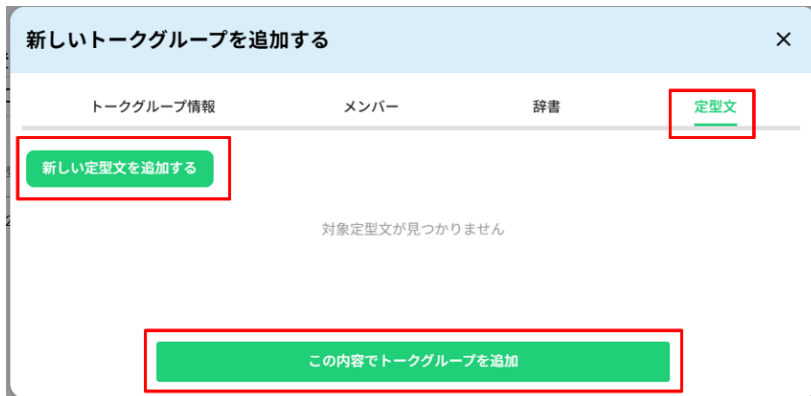 新しいトークグループを追加する
トークグループ情報 メンバー 辞書 定型文
新しい定型文を追加する
対象定型文が見つかりません
この内容でトークグループを追加